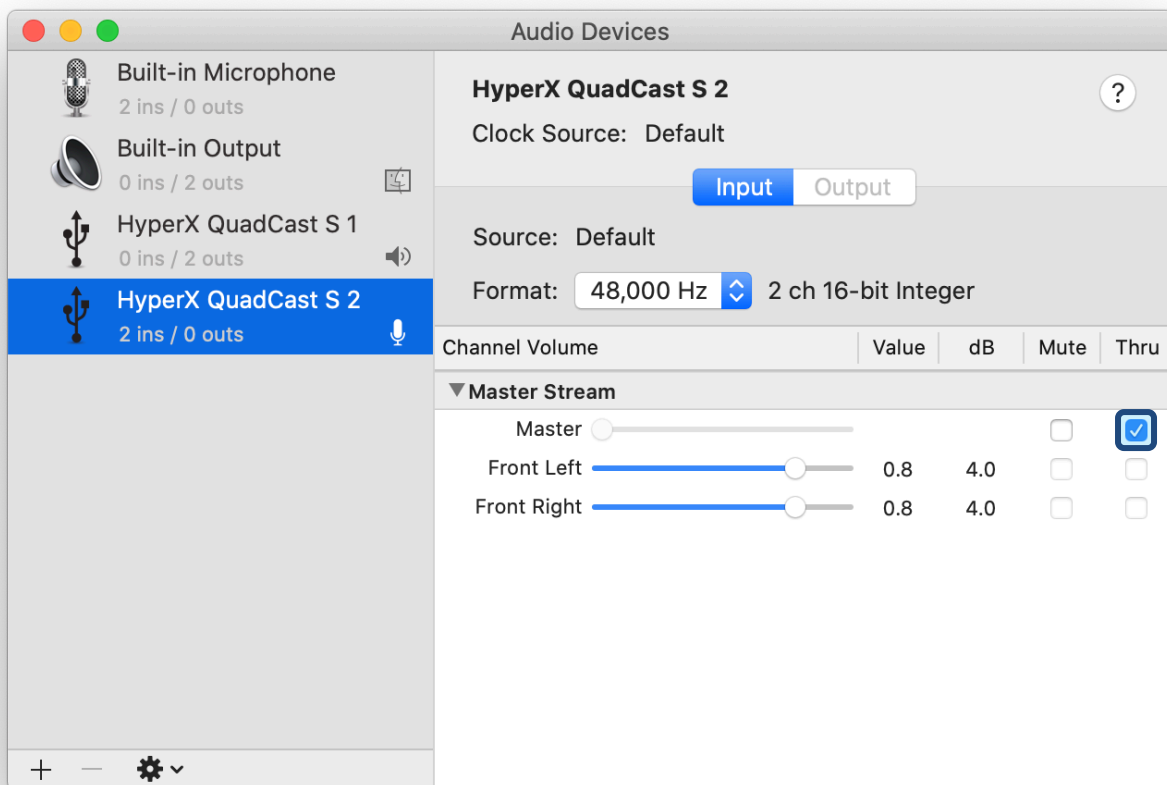 Audio Devices
Built-in Microphone
2 ins / 0 outs
Built-in Output
0 ins / 2 outs
HyperX QuadCast S 1
0 ins / 2 outs
HyperX QuadCast S 2
2 ins / 0 outs
HyperX QuadCast S 2
?
Clock Source: Default
Input Output
Source: Default
Format: 48,000 Hz 2 ch 16-bit Integer
Channel Volume Value dB Mute Thru
Master Stream
Master
Front Left 0.8 4.0
Front Right 0.8 4.0